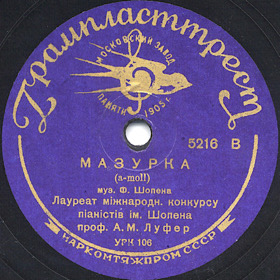 Грампласттрест
МОСКОВСКИЙ ЗАВОД
ПАМЯТИ 1905 г.
5216 В
МАЗУРКА
(a-moll)
муз. Ф. Шопена
Лауреат міжнародн. конкурсу
піаністів ім. Шопена
проф. А. М. Луфер
УРК 106
НАРКОМТЯЖПРОМ СССР